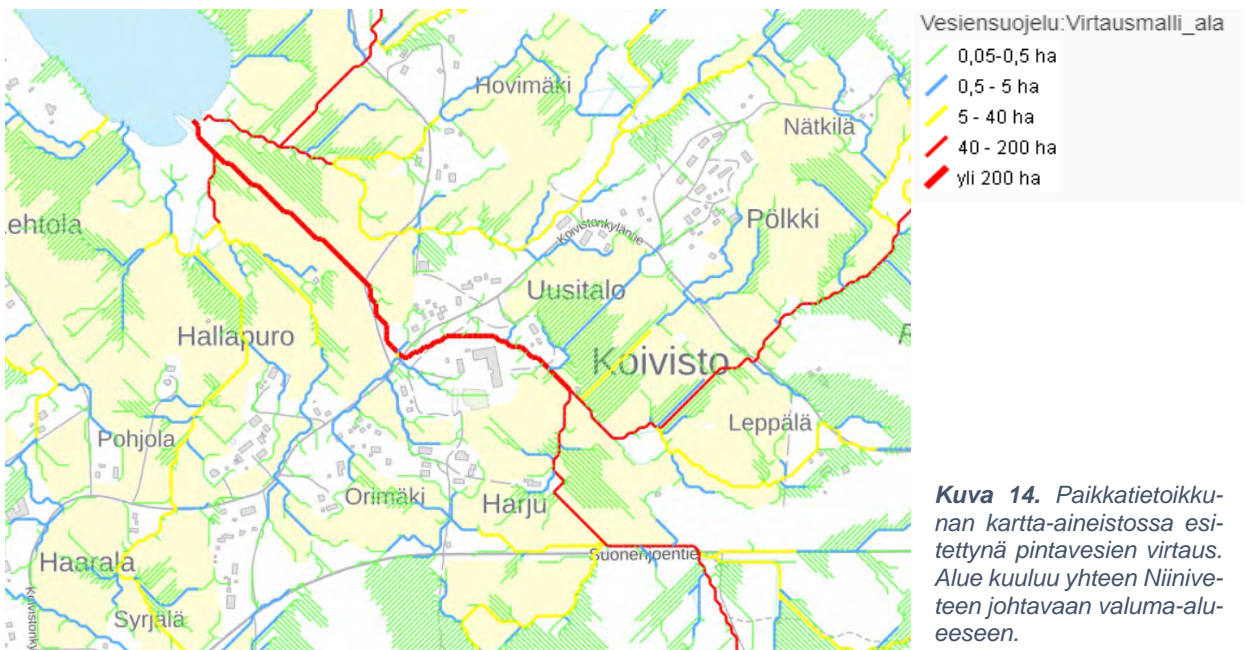 Vesiensuojelu:Virtausmalli_ala
0,05-0,5 ha
0,5 - 5 ha
5 - 40 ha
40 - 200 ha
yli 200 ha
Hovimäki
Nätkilä
Pölkki
ehtola
Koivistonkyläntie
Uusitalo
Hallapuro
Koivisto
Leppälä
Pohjola
Orimäki
Harju
Haarala
Suonenjoentie
Syrjälä
Koivistonky
Kuva 14. Paikkatietoikku-
nan kartta-aineistossa esi-
tettynä pintavesien virtaus.
Alue kuuluu yhteen Niinive-
teen johtavaan valuma-alu-
eeseen.